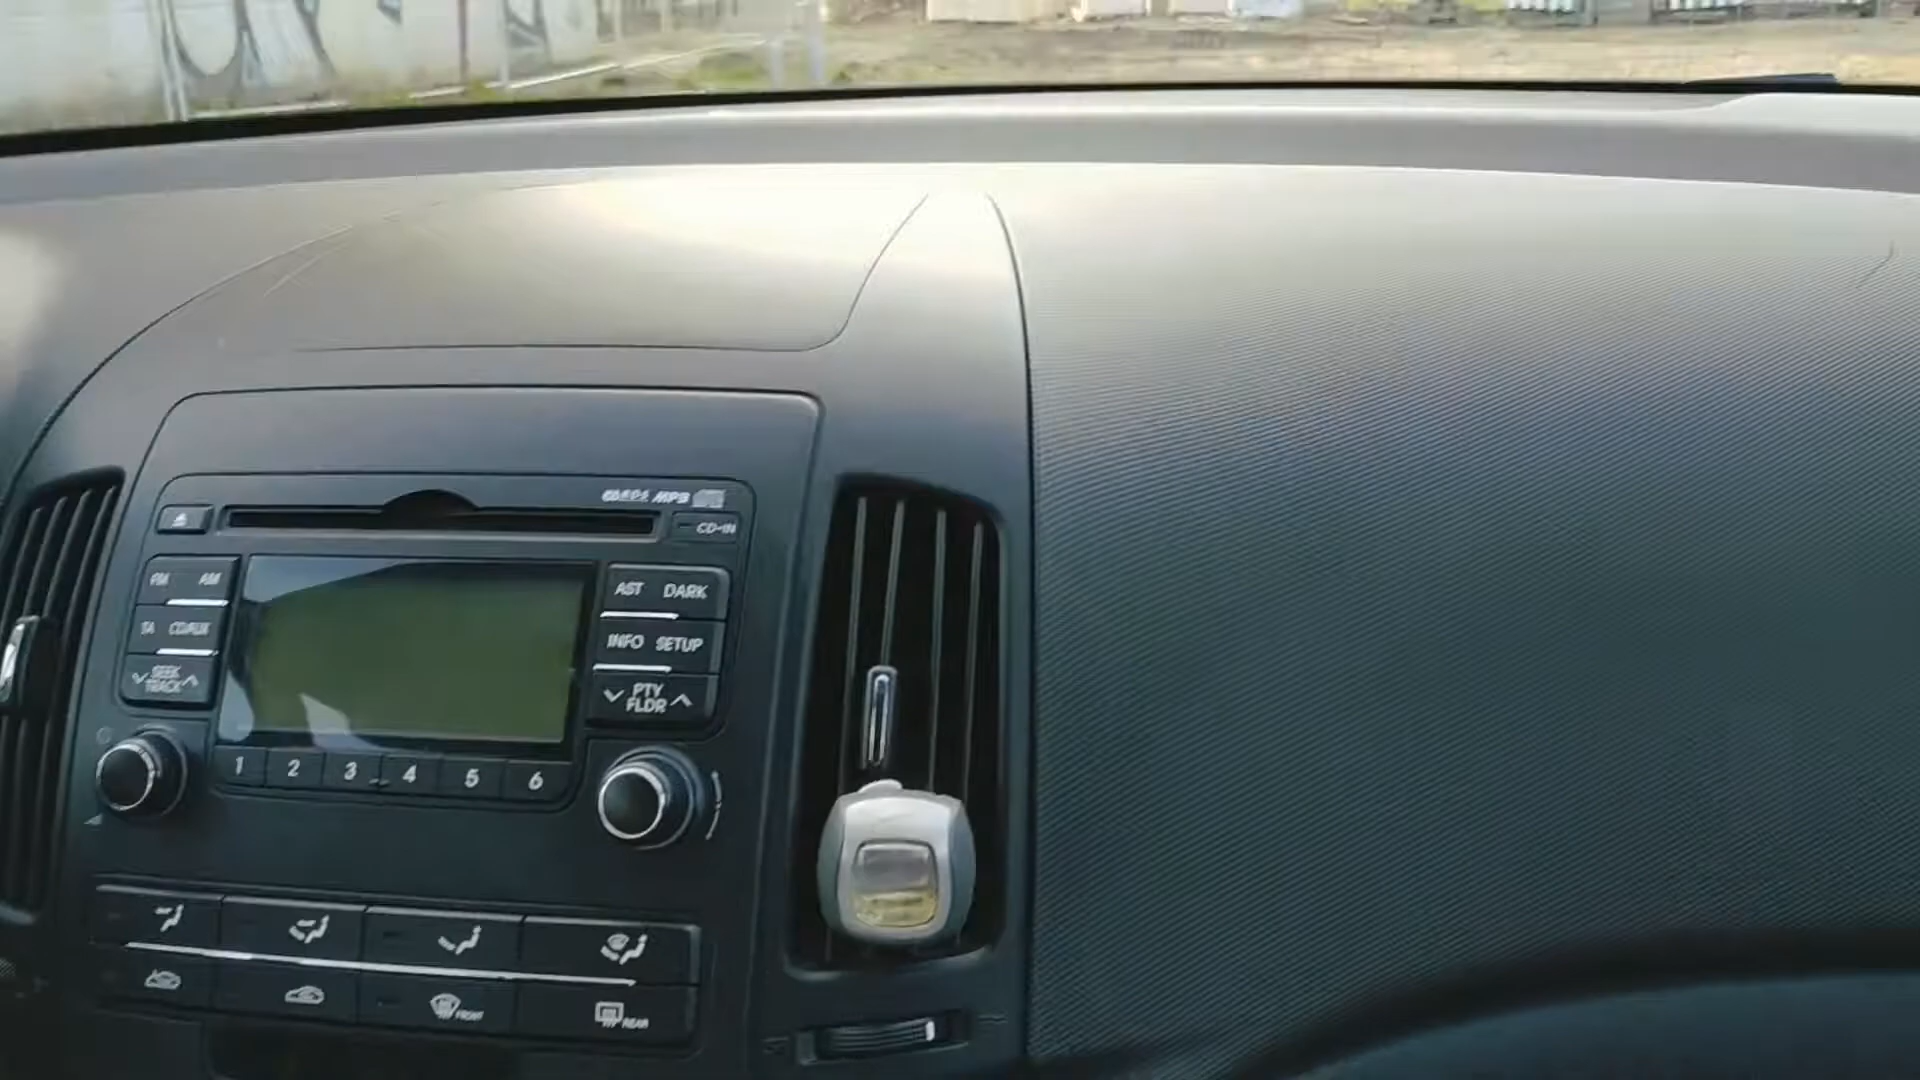 MP3
CD-IN
FM AM
AST DARK
TA CD/AUX
INFO SETUP
SEEK
TRACK
PTY
FLDR
1 2 3 4 5 6
FRONT
REAR